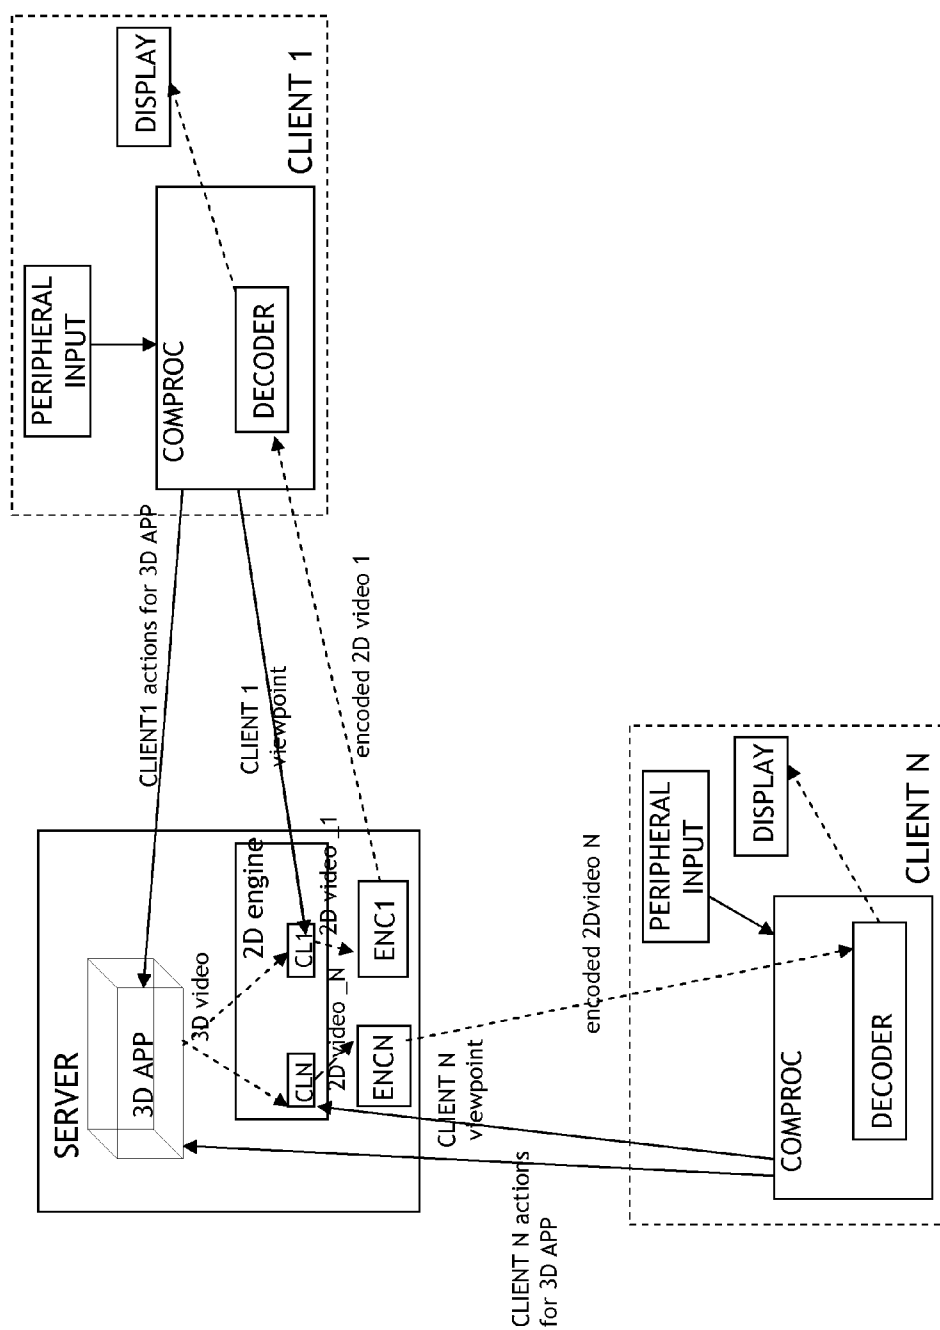 SERVER
3D APP
3D video
2D engine
CLN
CL1
2D video _N
2D video _1
ENCN
ENC1
CLIENT1 actions for 3D APP
CLIENT 1
viewpoint
encoded 2D video 1
PERIPHERAL
INPUT
DISPLAY
COMPROC
DECODER
CLIENT 1
CLIENT N actions
for 3D APP
CLIENT N
viewpoint
encoded 2Dvideo N
PERIPHERAL
INPUT
DISPLAY
COMPROC
DECODER
CLIENT N